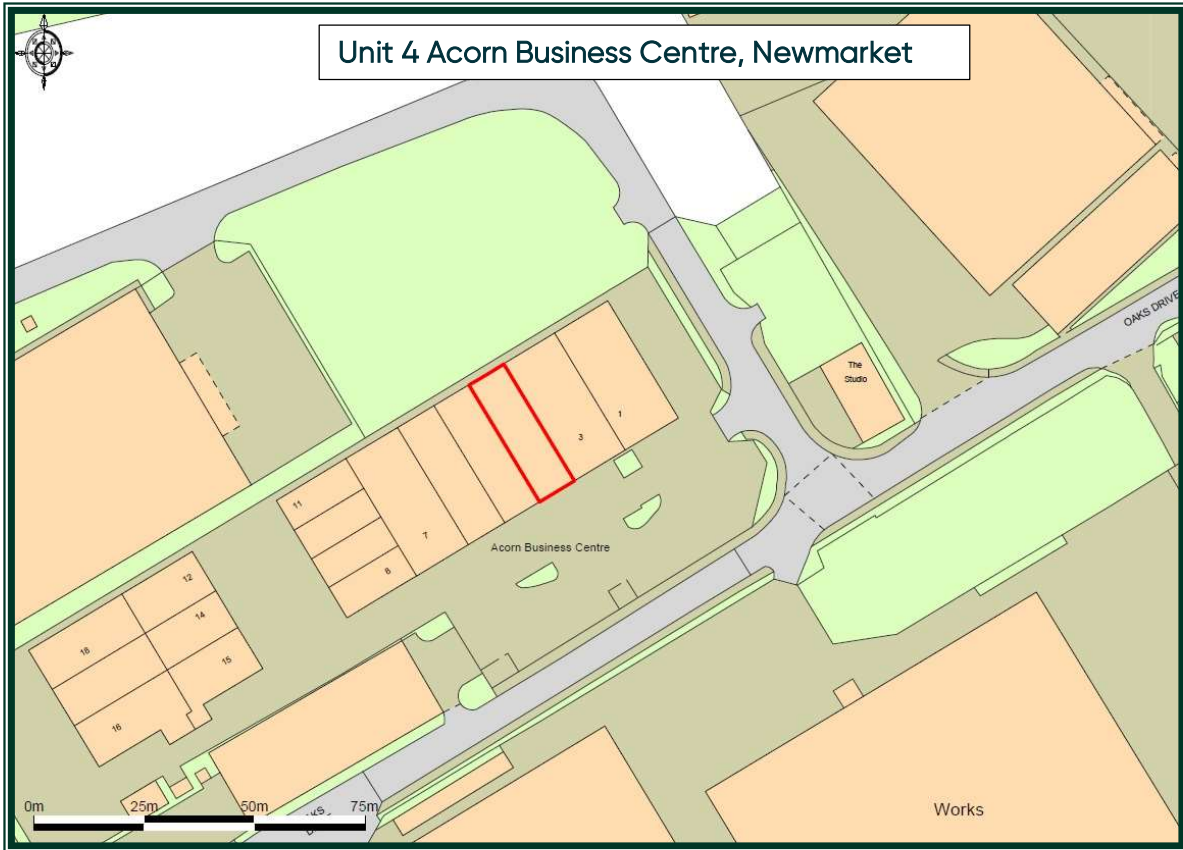 Unit 4 Acorn Business Centre, Newmarket
OAKS DRIVE
The
Studio
1
3
11
7
8
Acorn Business Centre
12
14
15
18
16
0m
25m
50m
75m
Works